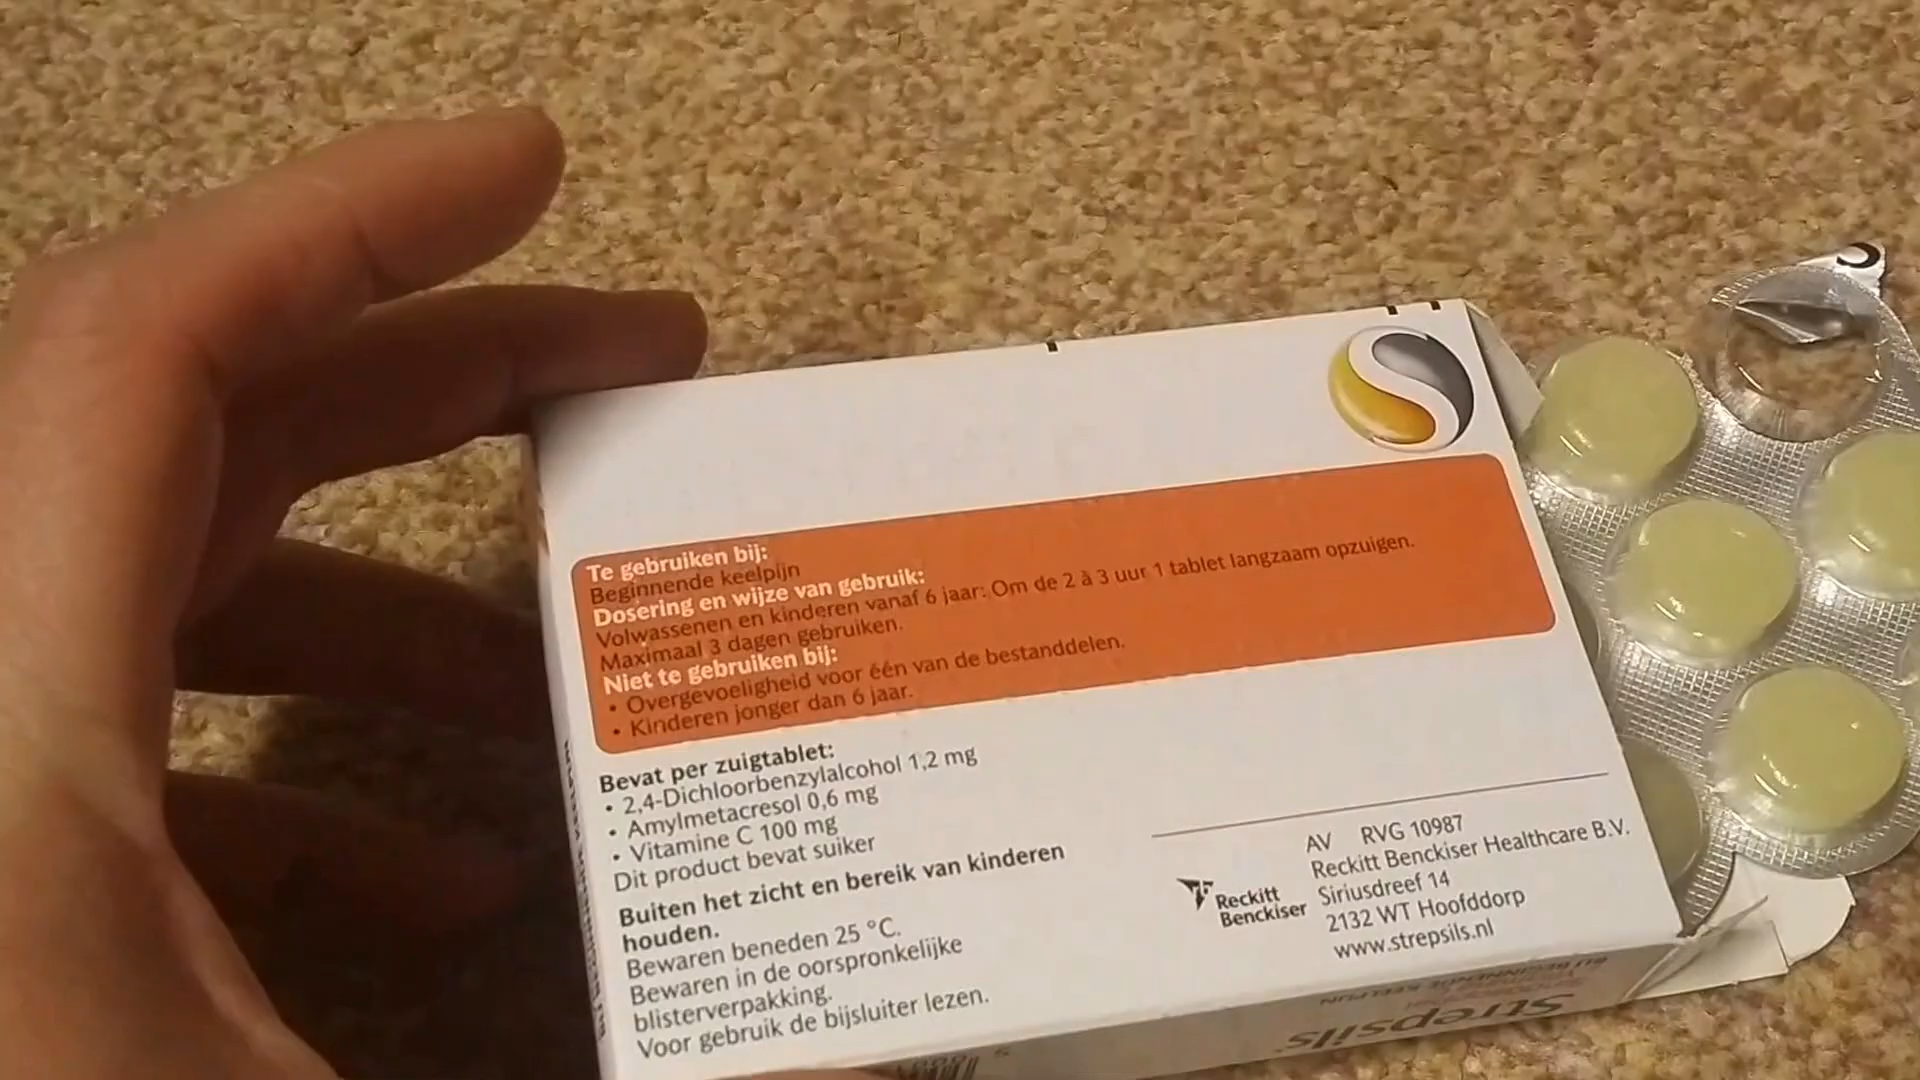 Te gebruiken bij:
Beginnende keelpijn
Dosering en wijze van gebruik:
Volwassenen en kinderen vanaf 6 jaar: Om de 2 à 3 uur 1 tablet langzaam opzuigen.
Maximaal 3 dagen gebruiken.
Niet te gebruiken bij:
• Overgevoeligheid voor één van de bestanddelen.
• Kinderen jonger dan 6 jaar.
Bevat per zuigtablet:
• 2,4-Dichloorbenzylalcohol 1,2 mg
• Amylmetacresol 0,6 mg
• Vitamine C 100 mg
Dit product bevat suiker
Buiten het zicht en bereik van kinderen
houden.
Bewaren beneden 25 °C.
Bewaren in de oorspronkelijke
blisterverpakking.
Voor gebruik de bijsluiter lezen.
AV RVG 10987
Reckitt Benckiser Healthcare B.V.
Siriusdreef 14
2132 WT Hoofddorp
www.strepsils.nl
Reckitt
Benckiser
Strepsils
BIJ BEGINNENDE KEELPIJN